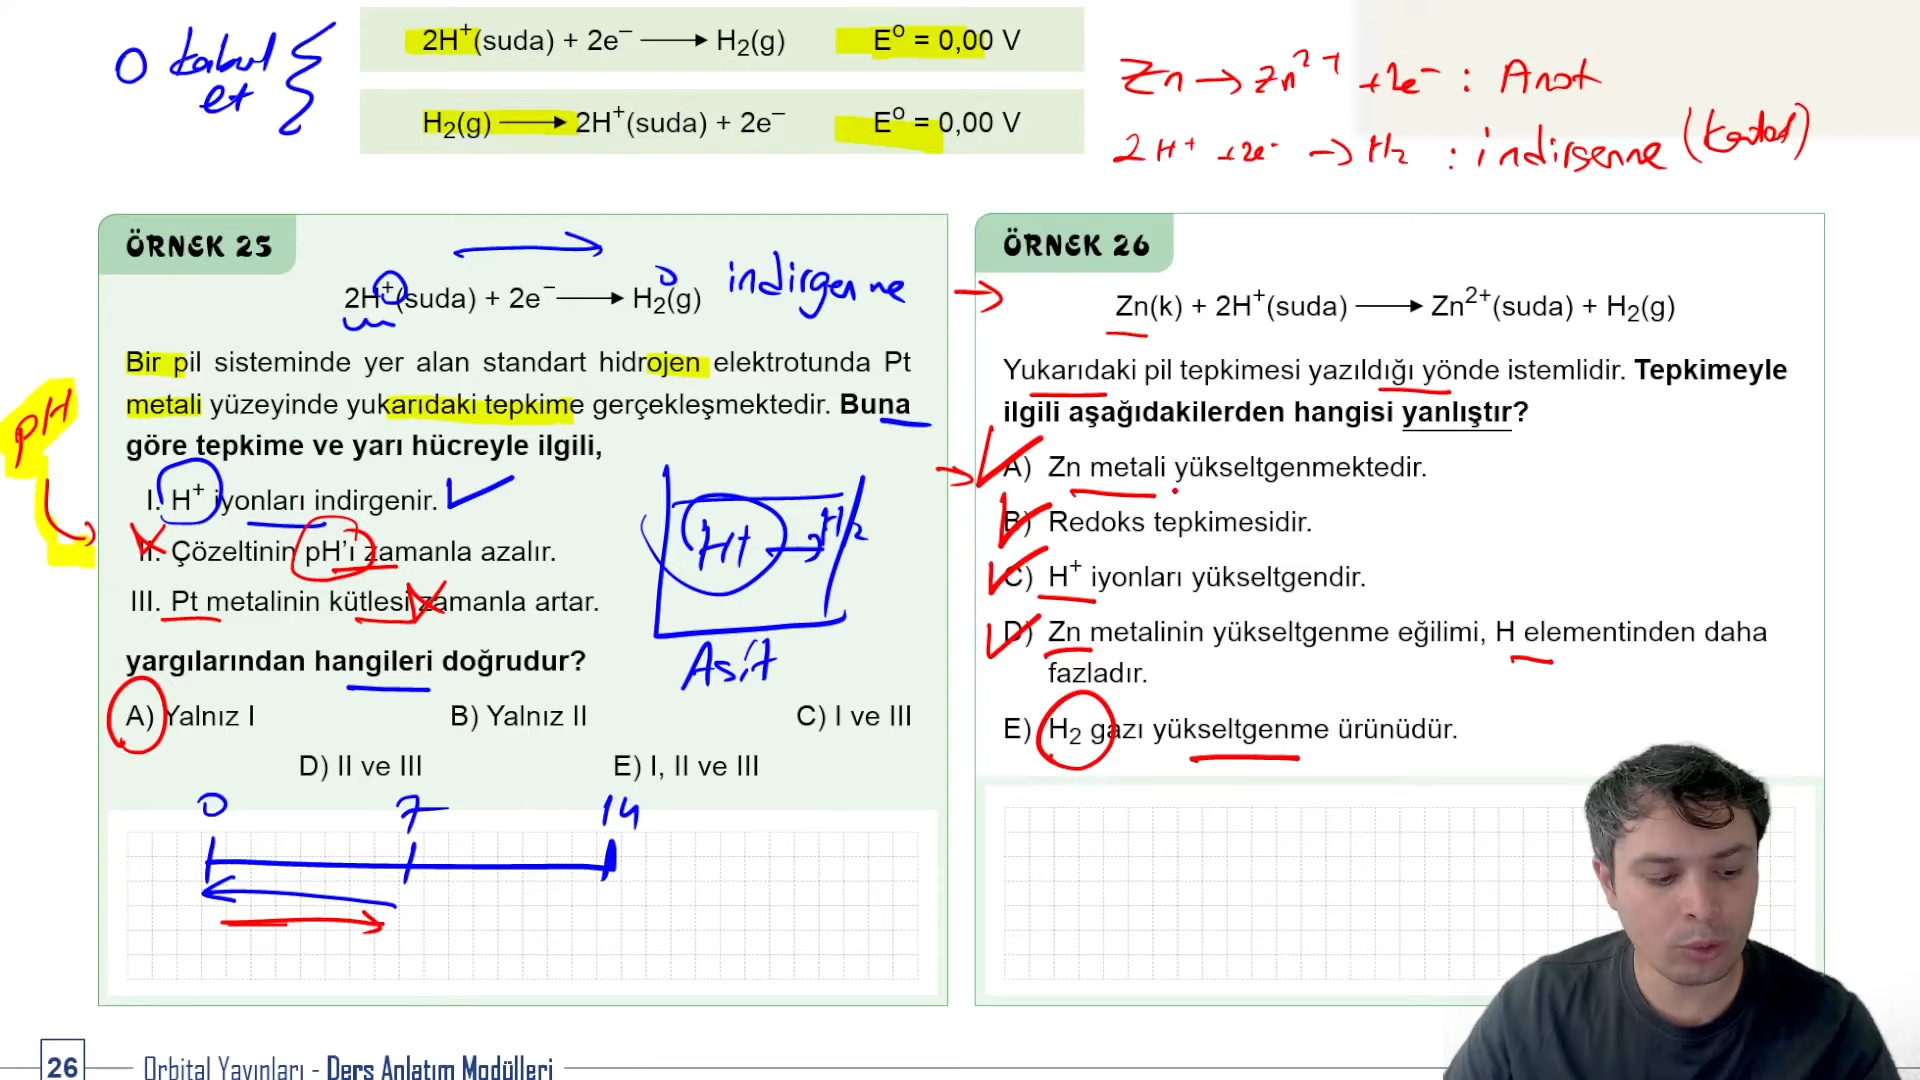 0 kabul et
2H⁺(suda) + 2e⁻ ⟶ H₂(g) E⁰ = 0,00 V
H₂(g) ⟶ 2H⁺(suda) + 2e⁻ E⁰ = 0,00 V
Zn → Zn²⁺ + 2e⁻ : Anot
2H⁺ + 2e⁻ → H₂ : indirgenme (katot)
ÖRNEK 25
2H⁺(suda) + 2e⁻ ⟶ H₂(g)
0
indirgenme
Bir pil sisteminde yer alan standart hidrojen elektrotunda Pt
metali yüzeyinde yukarıdaki tepkime gerçekleşmektedir. Buna
göre tepkime ve yarı hücreyle ilgili,
pH
I. H⁺ iyonları indirgenir.
II. Çözeltinin pH'ı zamanla azalır.
III. Pt metalinin kütlesi zamanla artar.
H⁺ → H₂
Asit
yargılarından hangileri doğrudur?
A) Yalnız I B) Yalnız II C) I ve III
D) II ve III E) I, II ve III
0 7 14
ÖRNEK 26
Zn(k) + 2H⁺(suda) ⟶ Zn²⁺(suda) + H₂(g)
Yukarıdaki pil tepkimesi yazıldığı yönde istemlidir. Tepkimeyle
ilgili aşağıdakilerden hangisi yanlıştır?
A) Zn metali yükseltgenmektedir.
B) Redoks tepkimesidir.
C) H⁺ iyonları yükseltgendir.
D) Zn metalinin yükseltgenme eğilimi, H elementinden daha
fazladır.
E) H₂ gazı yükseltgenme ürünüdür.
26 Orbital Yayınları - Ders Anlatım Modülleri